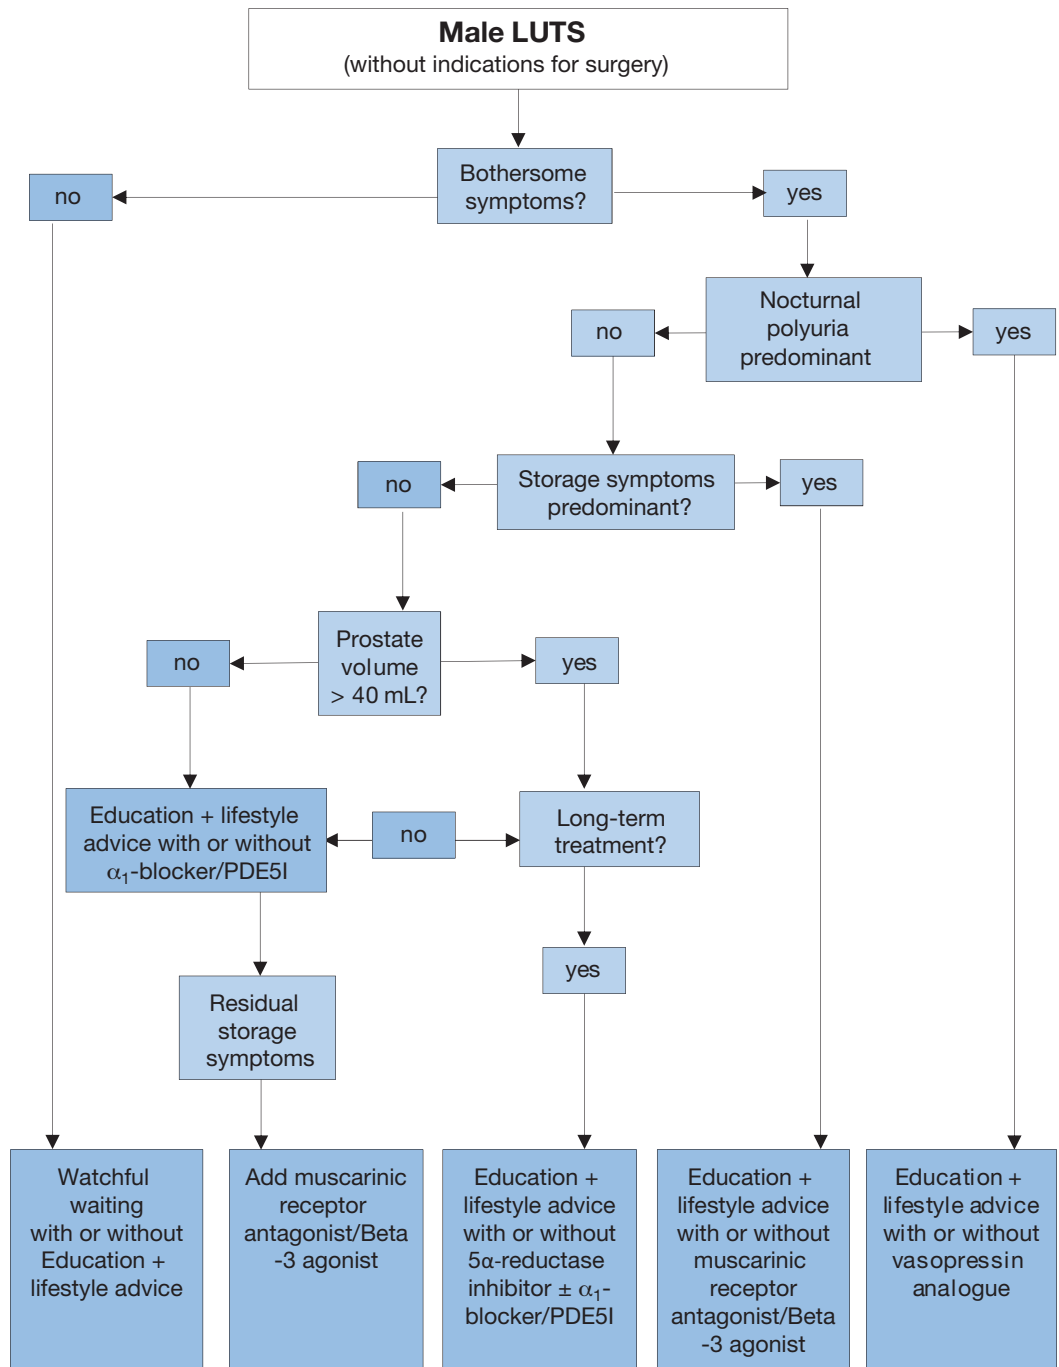 Male LUTS
(without indications for surgery)
Bothersome
symptoms?
no
yes
Nocturnal
polyuria
predominant
no
yes
Storage symptoms
predominant?
no
yes
Prostate
volume
> 40 mL?
no
yes
Education + lifestyle
advice with or without
α₁-blocker/PDE5I
no
Long-term
treatment?
yes
Residual
storage
symptoms
Watchful
waiting
with or without
Education +
lifestyle advice
Add muscarinic
receptor
antagonist/Beta
-3 agonist
Education +
lifestyle advice
with or without
5α-reductase
inhibitor ± α₁-
blocker/PDE5I
Education +
lifestyle advice
with or without
muscarinic
receptor
antagonist/Beta
-3 agonist
Education +
lifestyle advice
with or without
vasopressin
analogue